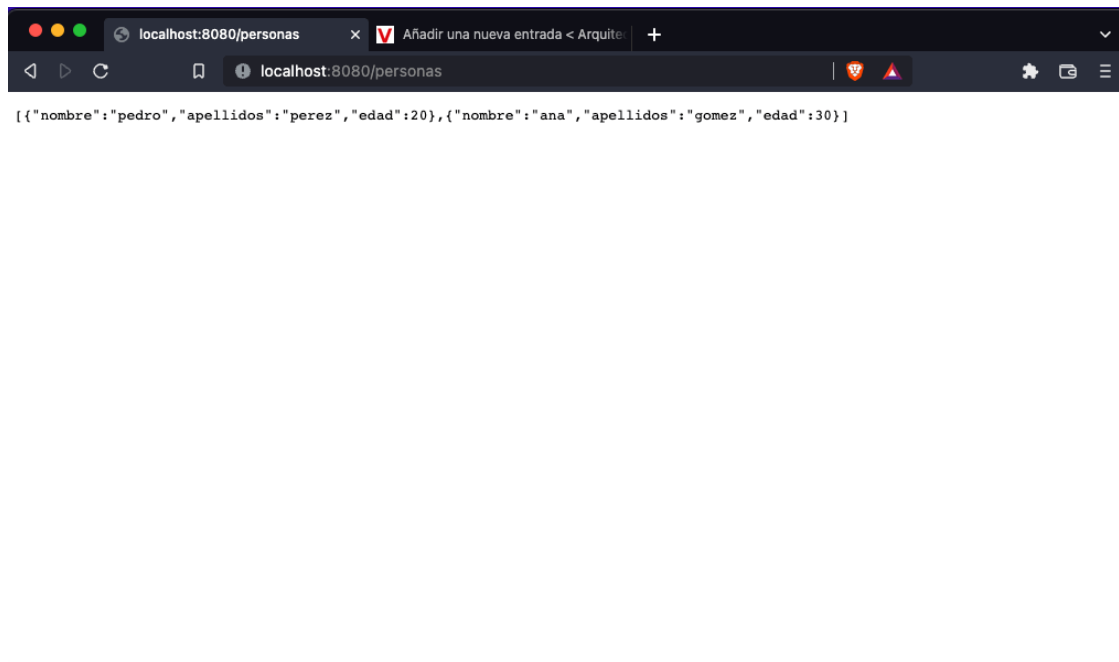 localhost:8080/personas
Añadir una nueva entrada < Arquitec
localhost:8080/personas
[{"nombre":"pedro","apellidos":"perez","edad":20},{"nombre":"ana","apellidos":"gomez","edad":30}]